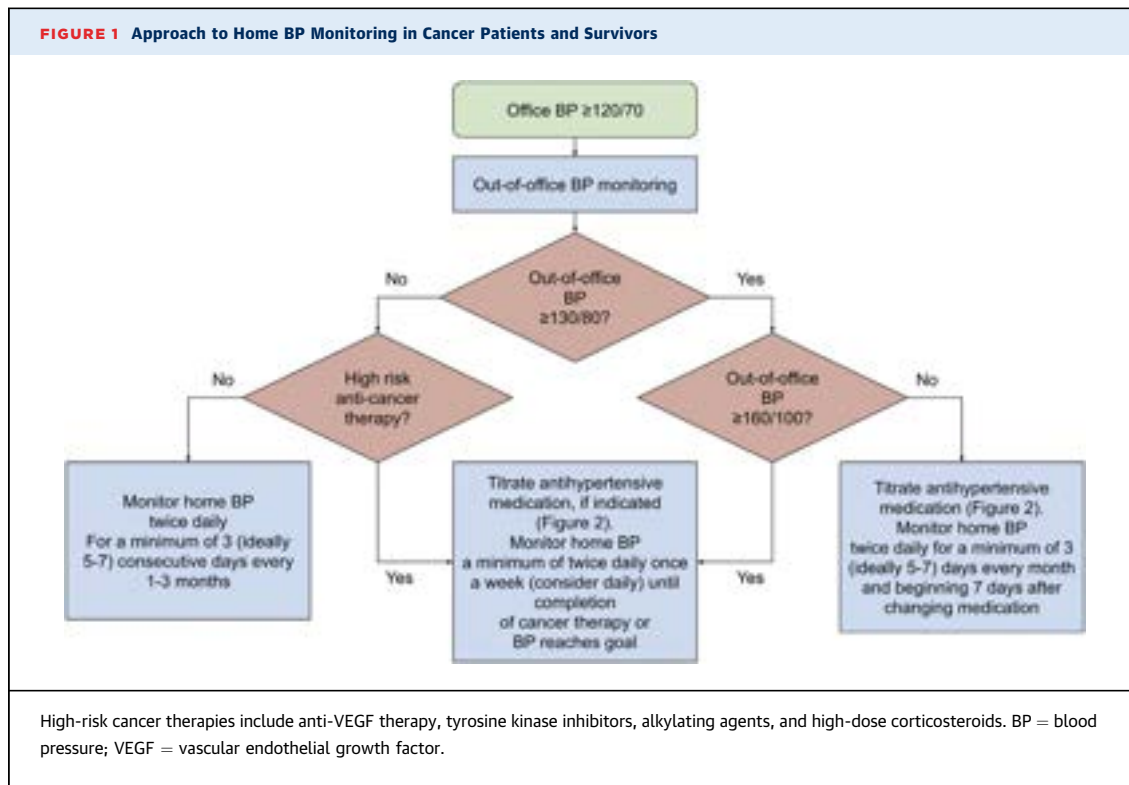 FIGURE 1 Approach to Home BP Monitoring in Cancer Patients and Survivors
Office BP ≥120/70
Out-of-office BP monitoring
Out-of-office
BP
≥130/80?
No
Yes
High risk
anti-cancer
therapy?
No
Out-of-office
BP
≥160/100?
No
Monitor home BP
twice daily
For a minimum of 3 (ideally
5-7) consecutive days every
1-3 months
Yes
Titrate antihypertensive
medication, if indicated
(Figure 2).
Monitor home BP
a minimum of twice daily once
a week (consider daily) until
completion
of cancer therapy or
BP reaches goal
Yes
Titrate antihypertensive
medication (Figure 2).
Monitor home BP
twice daily for a minimum of 3
(ideally 5-7) days every month
and beginning 7 days after
changing medication
High-risk cancer therapies include anti-VEGF therapy, tyrosine kinase inhibitors, alkylating agents, and high-dose corticosteroids. BP = blood
pressure; VEGF = vascular endothelial growth factor.